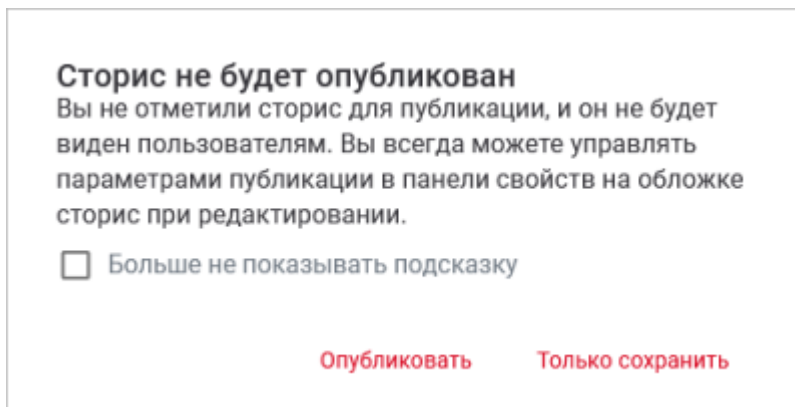 Сторис не будет опубликован
Вы не отметили сторис для публикации, и он не будет
виден пользователям. Вы всегда можете управлять
параметрами публикации в панели свойств на обложке
сторис при редактировании.
Больше не показывать подсказку
Опубликовать Только сохранить